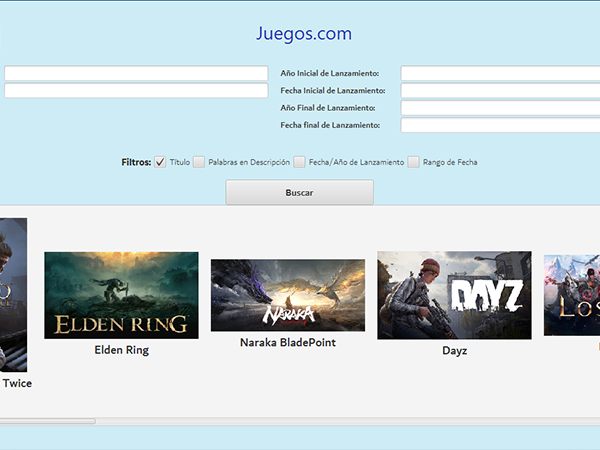 Juegos.com
Año Inicial de Lanzamiento:
Fecha Inicial de Lanzamiento:
Año Final de Lanzamiento:
Fecha final de Lanzamiento:
Filtros: Título Palabras en Descripción Fecha/Año de Lanzamiento Rango de Fecha
Buscar
ELDEN RING
NARAKA
DAYZ
LOS
Twice
Elden Ring
Naraka BladePoint
Dayz